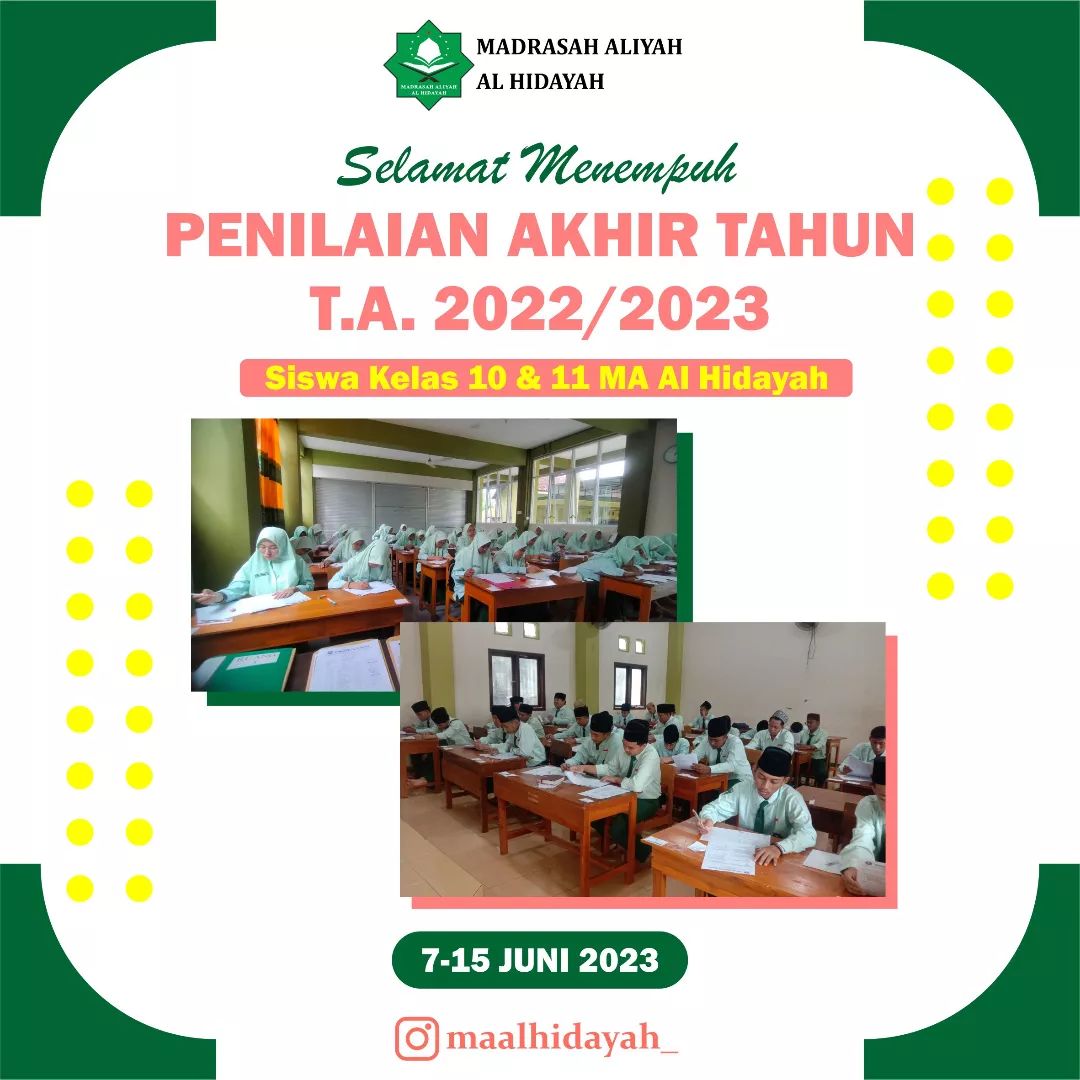 MADRASAH ALIYAH
AL HIDAYAH
MADRASAH ALIYAH
AL HIDAYAH
Selamat Menempuh
PENILAIAN AKHIR TAHUN
T.A. 2022/2023
Siswa Kelas 10 & 11 MA Al Hidayah
7-15 JUNI 2023
maalhidayah_